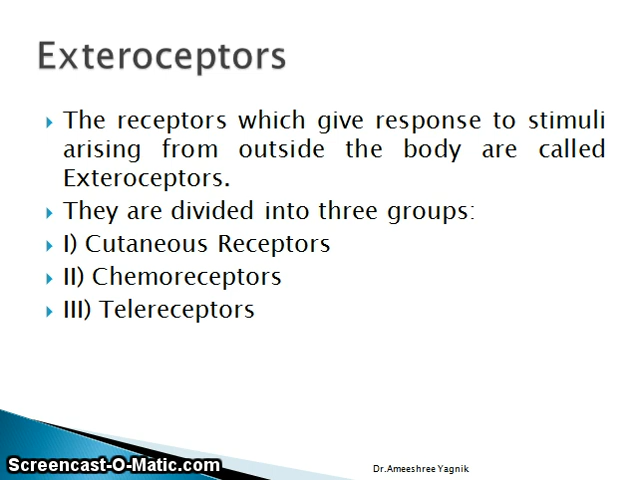 Exteroceptors
The receptors which give response to stimuli
arising from outside the body are called
Exteroceptors.
They are divided into three groups:
I) Cutaneous Receptors
II) Chemoreceptors
III) Telereceptors
Screencast-O-Matic.com
Dr.Ameeshree Yagnik